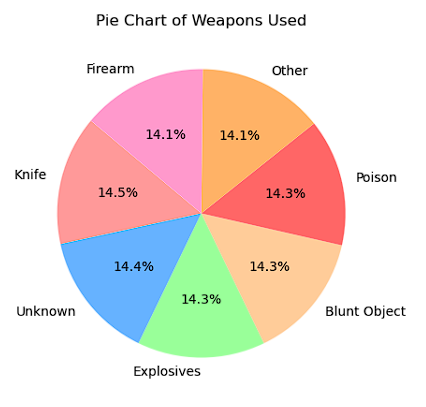 Pie Chart of Weapons Used
Firearm
14.1%
Other
14.1%
Knife
14.5%
Poison
14.3%
Unknown
14.4%
Blunt Object
14.3%
Explosives
14.3%